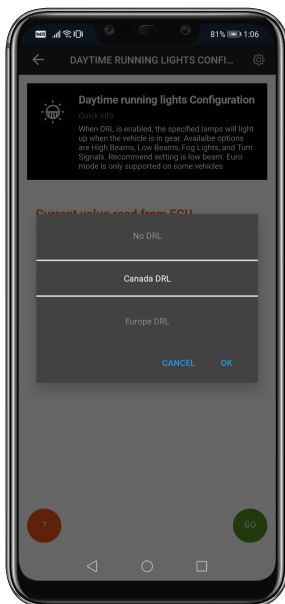 81% 1:06
DAYTIME RUNNING LIGHTS CONFI...
Daytime running lights Configuration
Quick info
When DRL is enabled, the specified lamps will light
up when the vehicle is in gear. Availalbe options
are High Beams, Low Beams, Fog Lights, and Turn
Signals. Recommend setting is low beam. Euro
mode is only supported on some vehicles
Current value read from ECU
No DRL
Canada DRL
Europe DRL
CANCEL OK
? GO